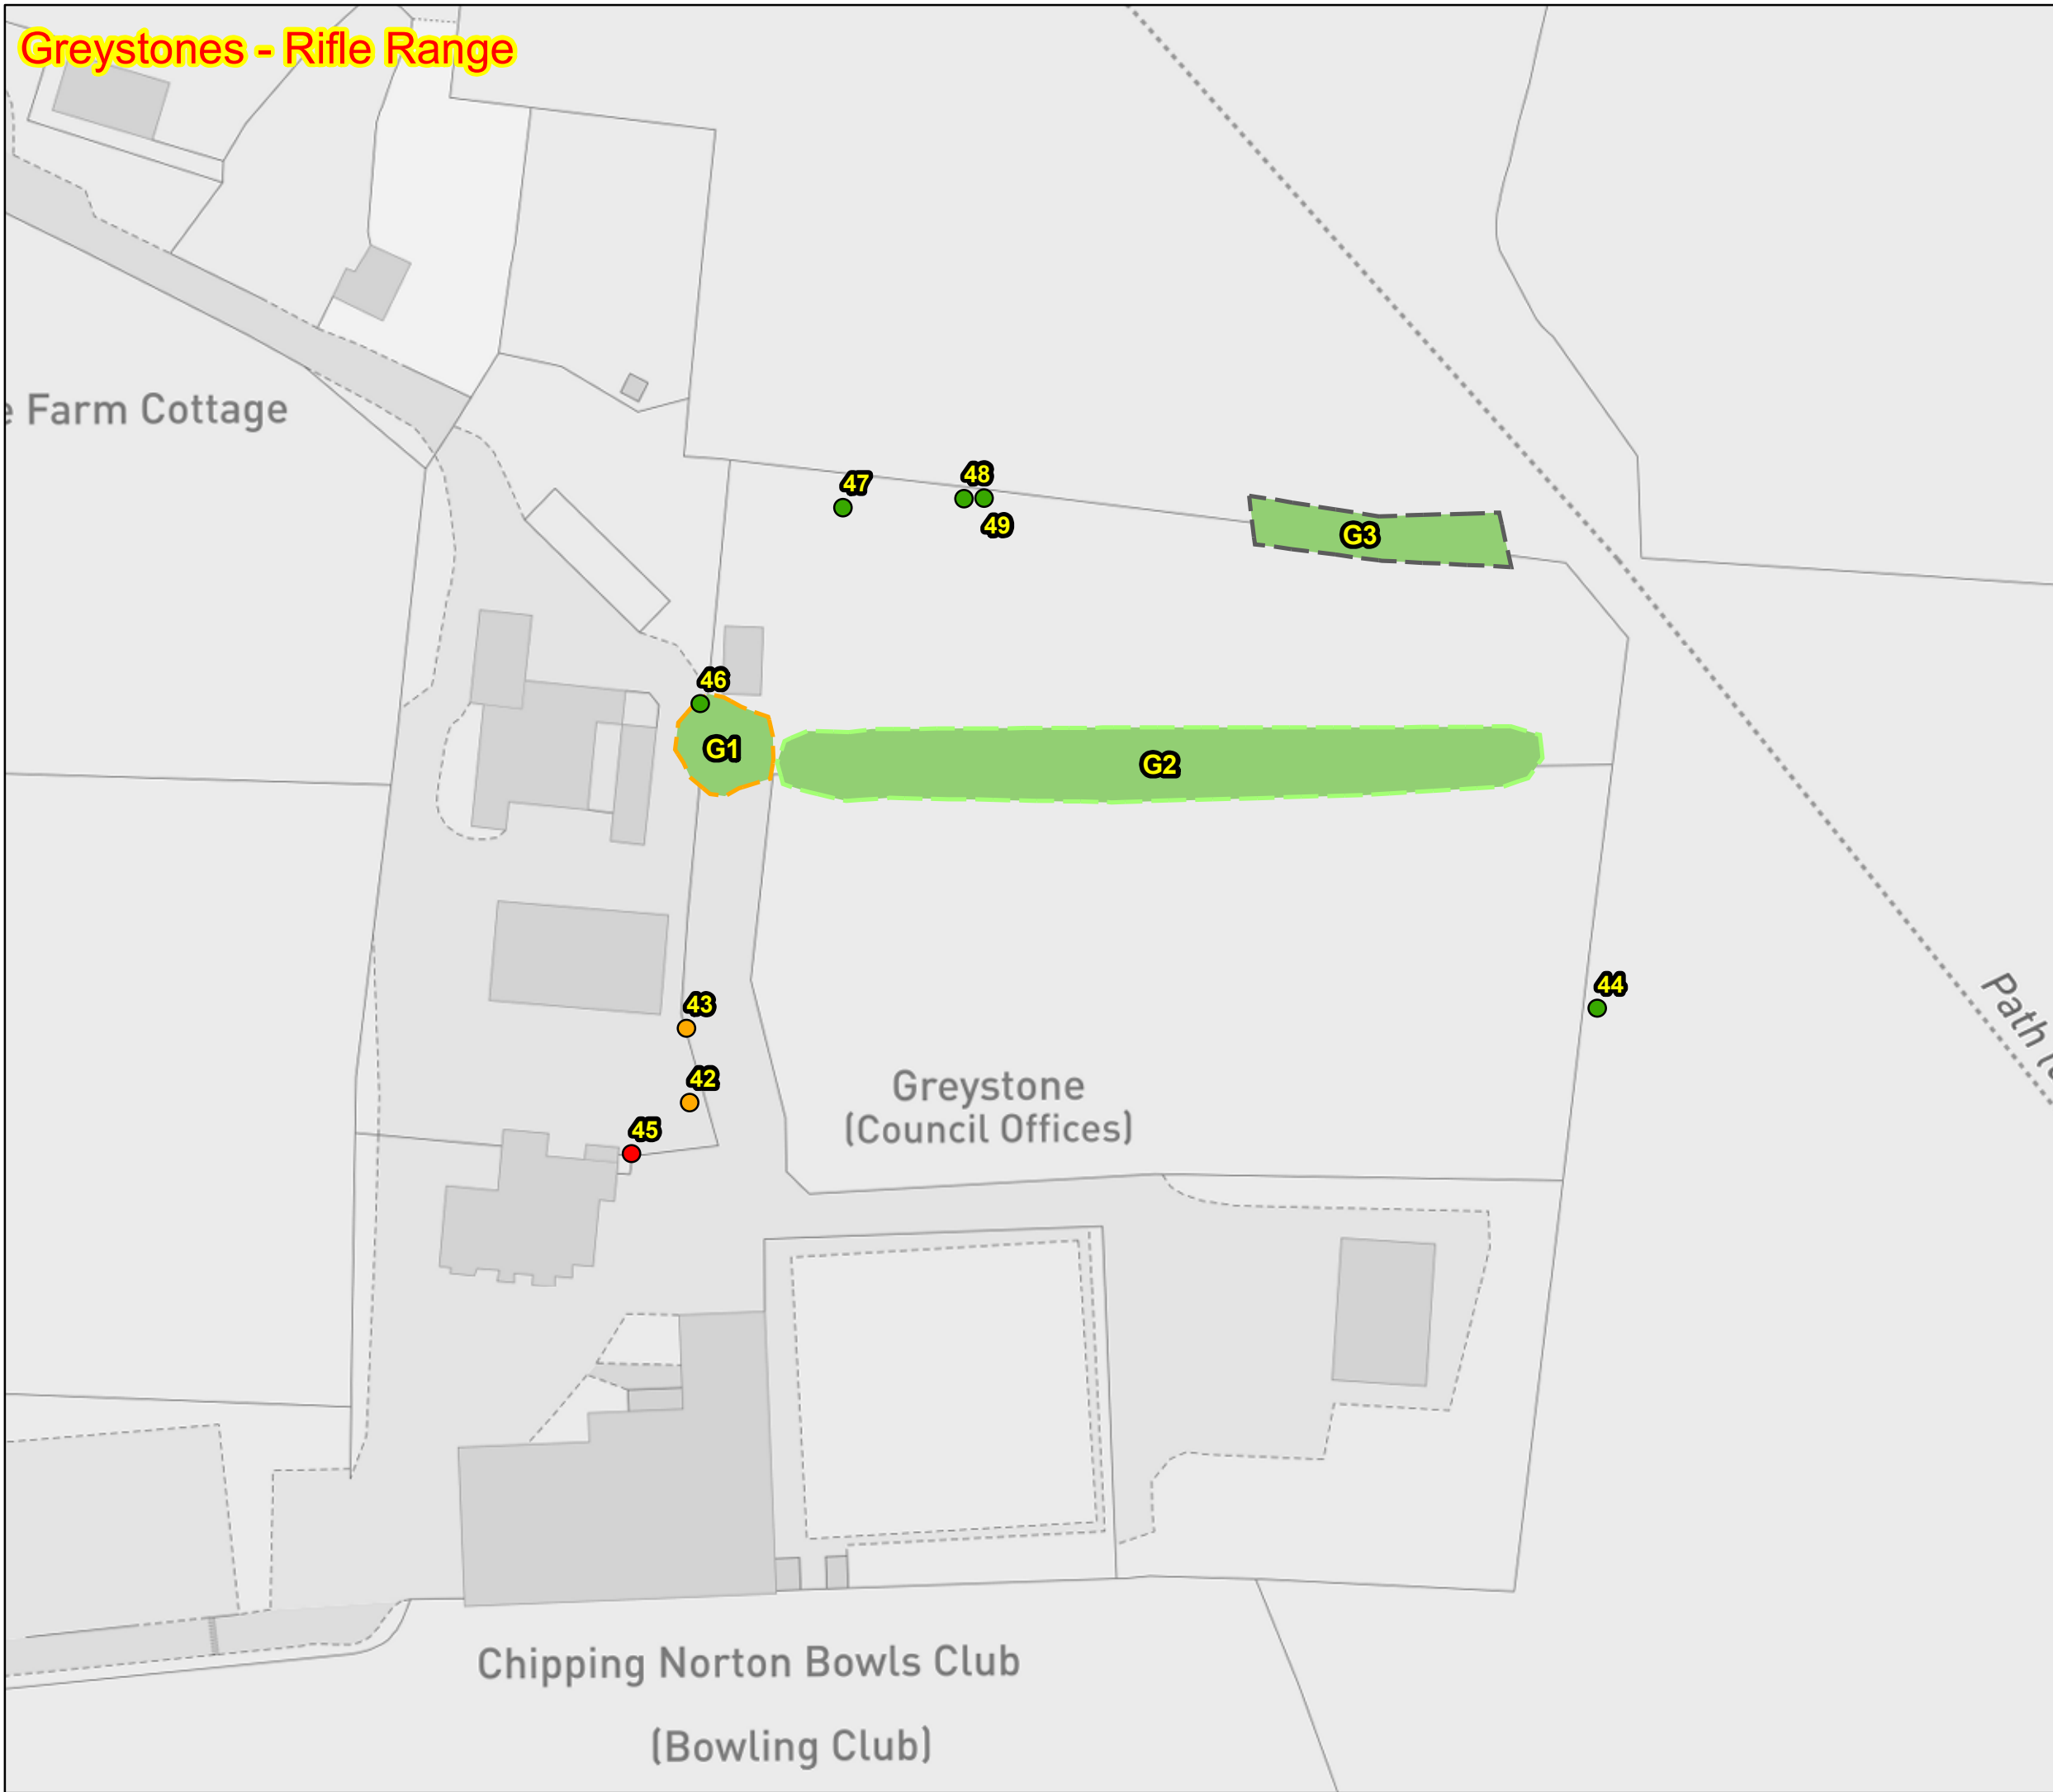 Greystones - Rifle Range
e Farm Cottage
47
48
49
G3
46
G1
G2
43
44
42
45
Greystone
(Council Offices)
Path (
Chipping Norton Bowls Club
(Bowling Club)